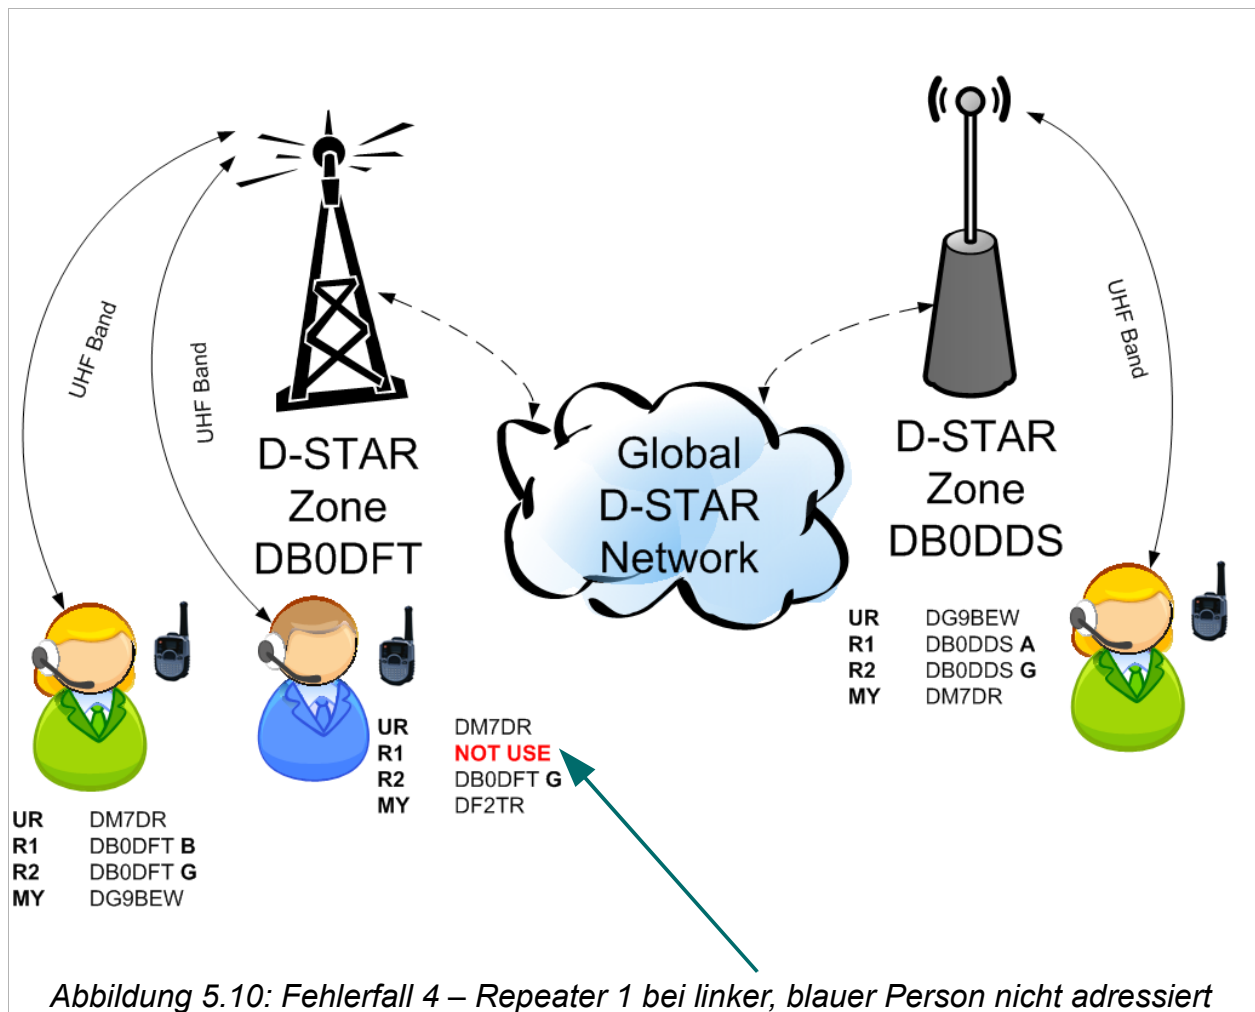 UHF Band
UHF Band
UHF Band
D-STAR
Zone
DB0DFT
Global
D-STAR
Network
D-STAR
Zone
DB0DDS
UR DG9BEW
R1 DB0DDS A
R2 DB0DDS G
MY DM7DR
UR DM7DR
R1 NOT USE
R2 DB0DFT G
MY DF2TR
UR DM7DR
R1 DB0DFT B
R2 DB0DFT G
MY DG9BEW
Abbildung 5.10: Fehlerfall 4 – Repeater 1 bei linker, blauer Person nicht adressiert